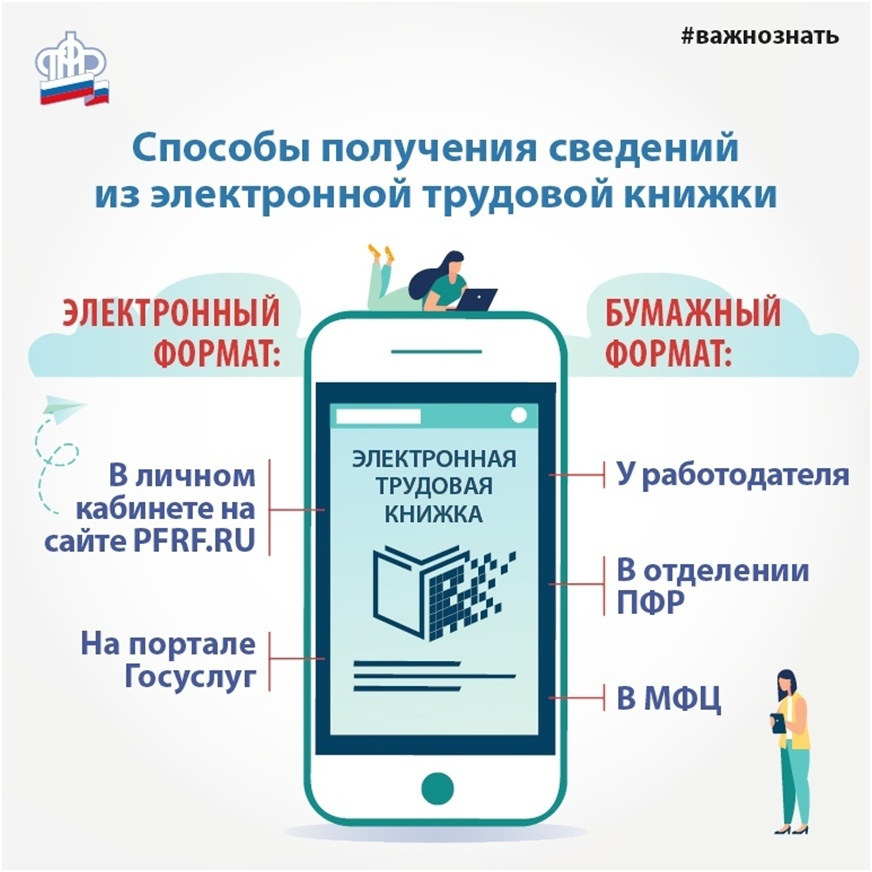 #важнознать
Способы получения сведений
из электронной трудовой книжки
ЭЛЕКТРОННЫЙ
ФОРМАТ:
В личном
кабинете на
сайте PFRF.RU
На портале
Госуслуг
ЭЛЕКТРОННАЯ
ТРУДОВАЯ
КНИЖКА
БУМАЖНЫЙ
ФОРМАТ:
У работодателя
В отделении
ПФР
В МФЦ